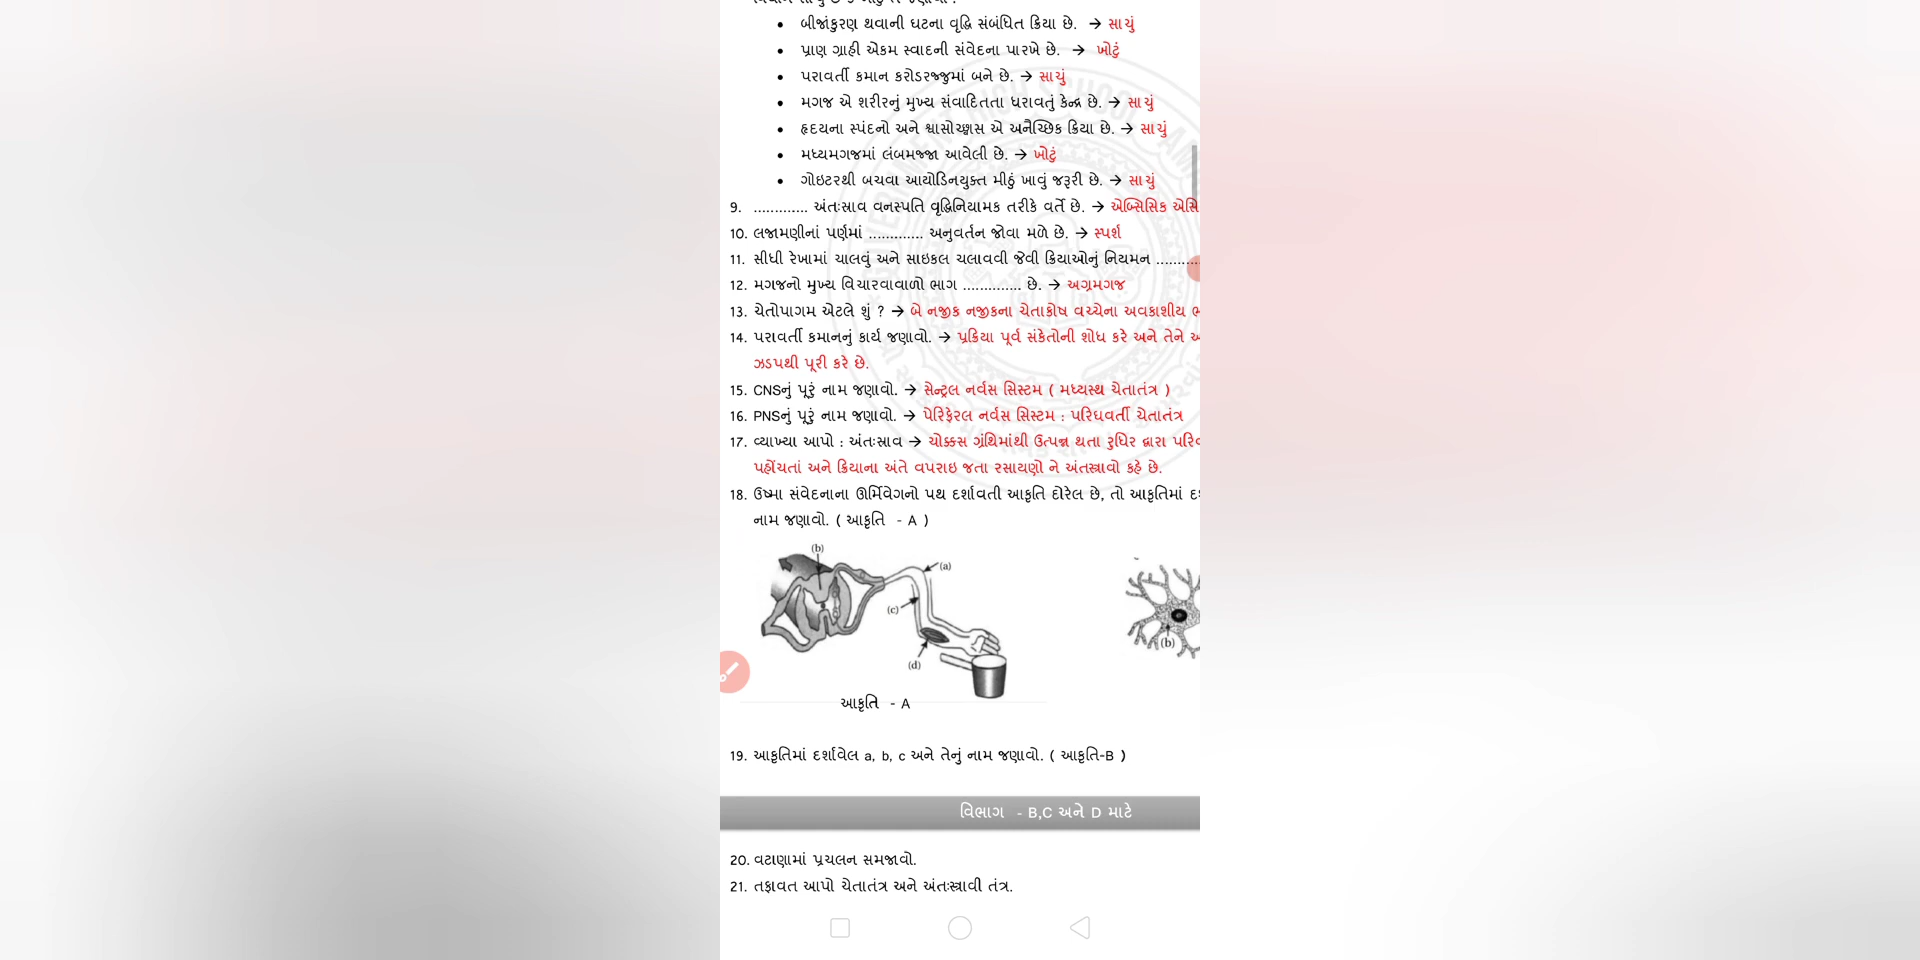 બીજાંકુરણ થવાની ઘટના વૃદ્ધિ સંબંધિત ક્રિયા છે. → સાચું
પ્રાણ ગ્રાહી એકમ સ્વાદની સંવેદના પારખે છે. → ખોટું
પરાવર્તી કમાન કરોડરજ્જુમાં બને છે. → સાચું
મગજ એ શરીરનું મુખ્ય સંવાદિતતા ધરાવતું કેન્દ્ર છે. → સાચું
હૃદયના સ્પંદનો અને શ્વાસોચ્છ્વાસ એ અનૈચ્છિક ક્રિયા છે. → સાચું
મધ્યમગજમાં લંબમજ્જા આવેલી છે. → ખોટું
ગોઇટરથી બચવા આયોડિનયુક્ત મીઠું ખાવું જરૂરી છે. → સાચું
9. ............. અંતઃસ્રાવ વનસ્પતિ વૃદ્ધિનિયામક તરીકે વર્તે છે. → એબ્સિસિક
10. લજામણીનાં પર્ણમાં ............. અનુવર્તન જોવા મળે છે. → સ્પર્શ
11. સીધી રેખામાં ચાલવું અને સાઇકલ ચલાવવી જેવી ક્રિયાઓનું નિયમન ..........
12. મગજનો મુખ્ય વિચારવાવાળો ભાગ .............. છે. → અગ્રમગજ
13. ચેતોપાગમ એટલે શું ? → બે નજીક નજીકના ચેતાકોષ વચ્ચેના અવકાશીય
14. પરાવર્તી કમાનનું કાર્ય જણાવો. → પ્રક્રિયા પૂર્વ સંકેતોની શોધ કરે અને તેને
ઝડપથી પૂરી કરે છે.
15. CNSનું પૂરું નામ જણાવો. → સેન્ટ્રલ નર્વસ સિસ્ટમ ( મધ્યસ્થ ચેતાતંત્ર )
16. PNSનું પૂરું નામ જણાવો. → પેરિફેરલ નર્વસ સિસ્ટમ : પરિઘવર્તી ચેતાતંત્ર
17. વ્યાખ્યા આપો : અંતઃસ્રાવ → ચોક્કસ ગ્રંથિમાંથી ઉત્પન્ન થતા રુધિર દ્વારા
પહોંચતાં અને ક્રિયાના અંતે વપરાઇ જતા રસાયણો ને અંતસ્ત્રાવો કહે છે.
18. ઉષ્મા સંવેદનાના ઊર્મિવેગનો પથ દર્શાવતી આકૃતિ દોરેલ છે, તો આકૃતિમાં
નામ જણાવો. ( આકૃતિ - A )
(b)
(a)
(c)
(d)
(b)
આકૃતિ - A
19. આકૃતિમાં દર્શાવેલ a, b, c અને તેનું નામ જણાવો. ( આકૃતિ-B )
વિભાગ - B,C અને D માટે
20. વટાણામાં પ્રચલન સમજાવો.
21. તફાવત આપો ચેતાતંત્ર અને અંતઃસ્ત્રાવી તંત્ર.